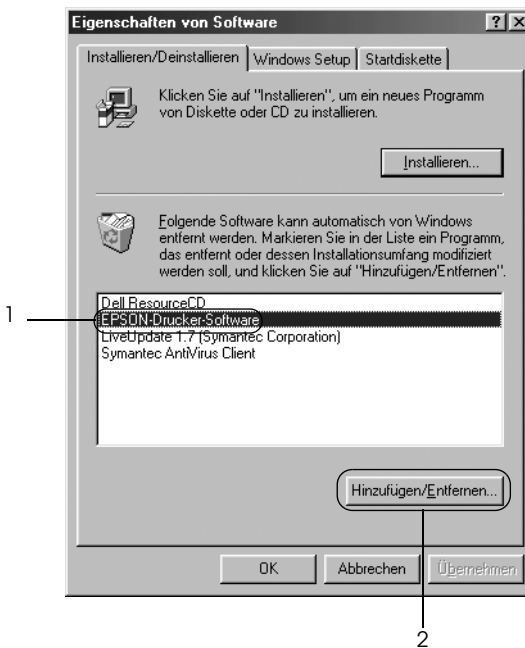 Eigenschaften von Software
Installieren/Deinstallieren Windows Setup Startdiskette
Klicken Sie auf "Installieren", um ein neues Programm
von Diskette oder CD zu installieren.
Installieren...
Folgende Software kann automatisch von Windows
entfernt werden. Markieren Sie in der Liste ein Programm,
das entfernt oder dessen Installationsumfang modifiziert
werden soll, und klicken Sie auf "Hinzufügen/Entfernen".
Dell ResourceCD
1 EPSON-Drucker-Software
LiveUpdate 1.7 (Symantec Corporation)
Symantec AntiVirus Client
Hinzufügen/Entfernen...
OK Abbrechen Übernehmen
2